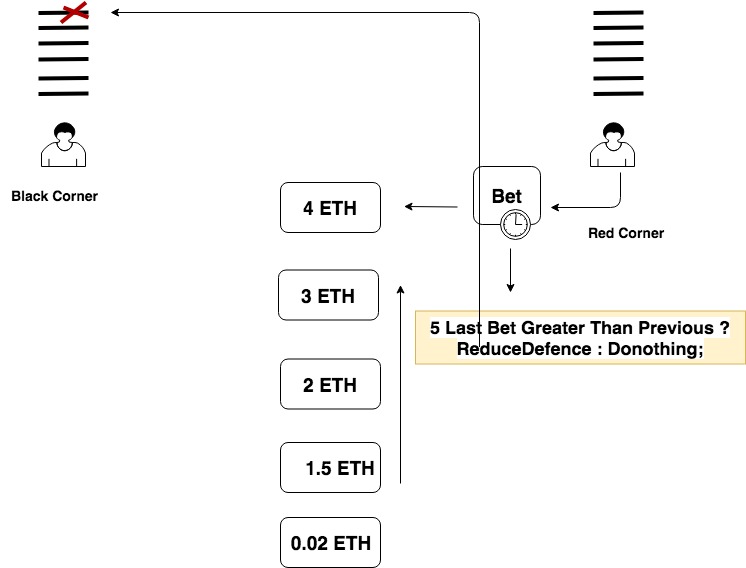 Black Corner
Bet
4 ETH
Red Corner
3 ETH
5 Last Bet Greater Than Previous ?
ReduceDefence : Donothing;
2 ETH
1.5 ETH
0.02 ETH